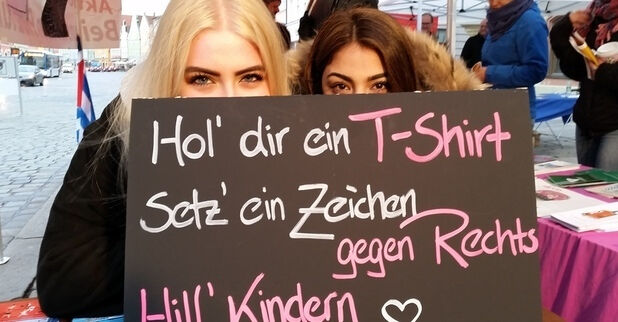 Hol' dir ein T-Shirt
Setz' ein Zeichen
gegen Rechts
Hilf' Kindern ♡